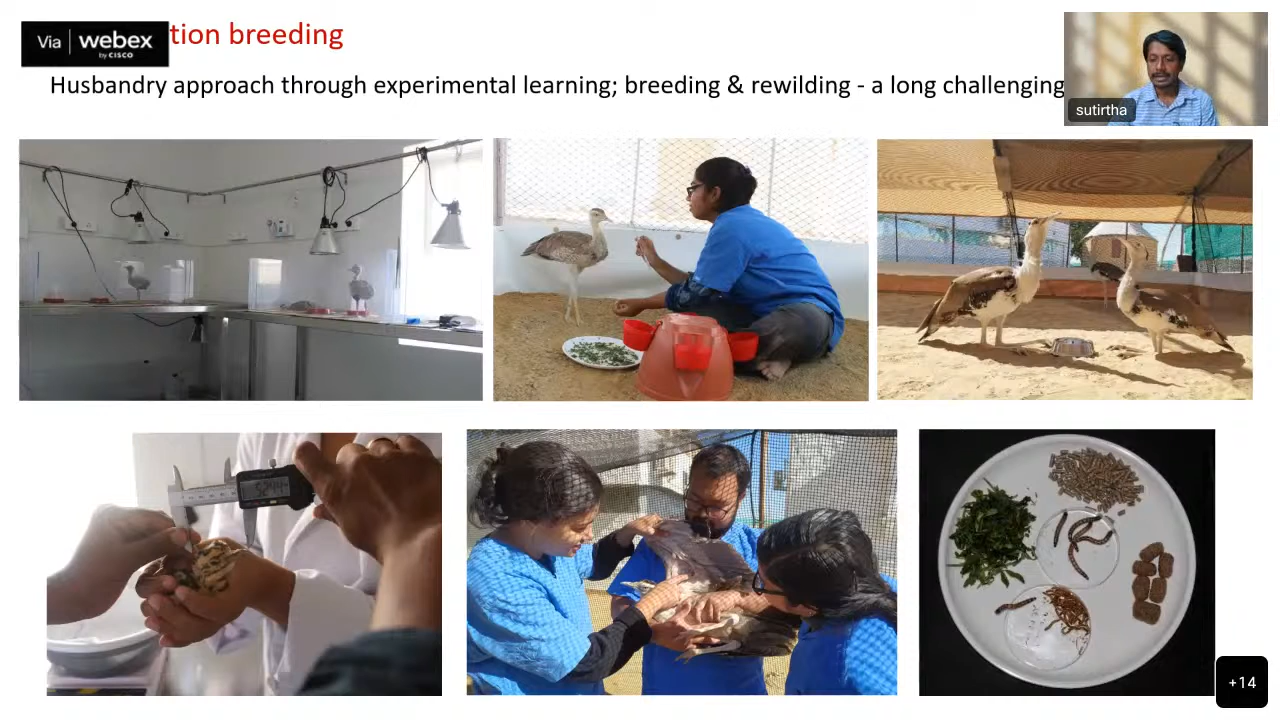 Via webex
by CISCO
tion breeding
Husbandry approach through experimental learning; breeding & rewilding - a long challenging
sutirtha
+14